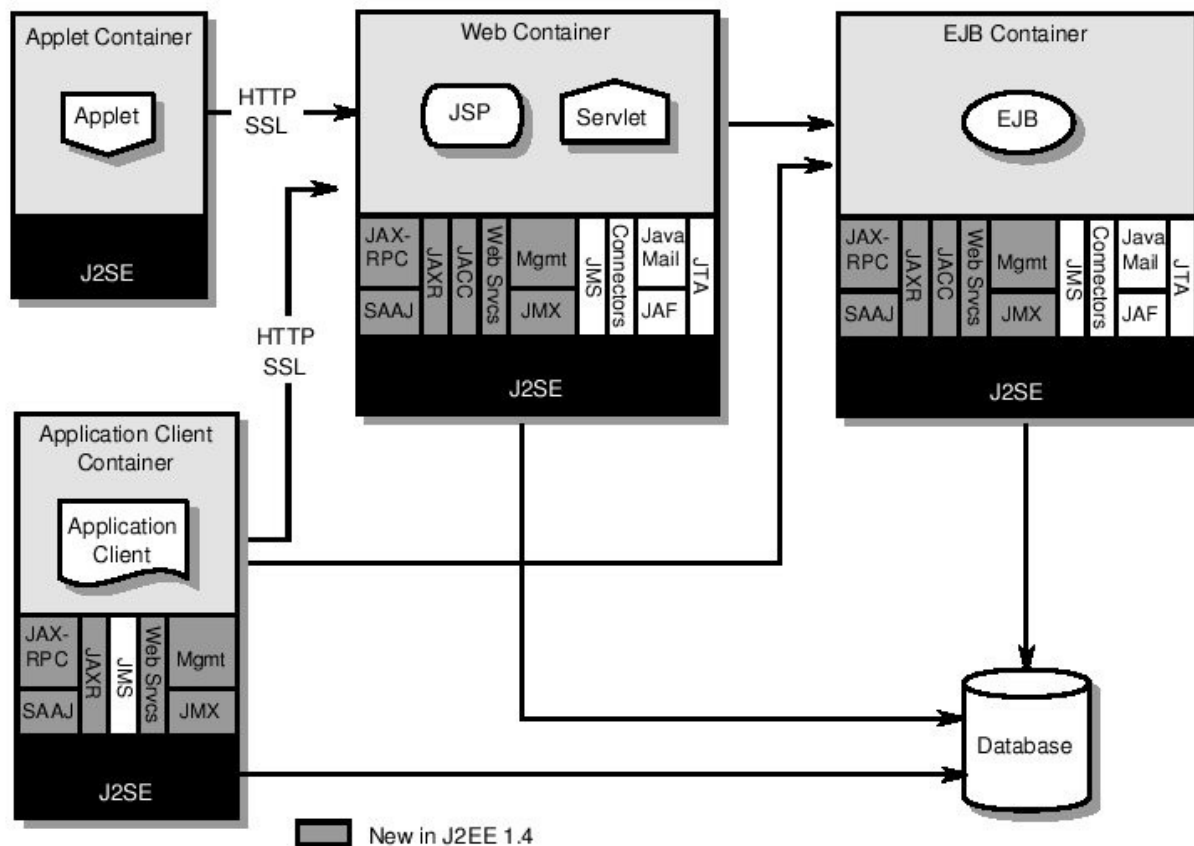 Applet Container
Applet
J2SE
HTTP
SSL
Web Container
JSP
Servlet
JAX-
RPC
SAAJ
JAXR
JACC
Web Srvcs
Mgmt
JMX
JMS
Connectors
Java
Mail
JAF
JTA
J2SE
EJB Container
EJB
JAX-
RPC
SAAJ
JAXR
JACC
Web Srvcs
Mgmt
JMX
JMS
Connectors
Java
Mail
JAF
JTA
J2SE
HTTP
SSL
Application Client
Container
Application
Client
JAX-
RPC
SAAJ
JAXR
JMS
Web Srvcs
Mgmt
JMX
J2SE
Database
New in J2EE 1.4